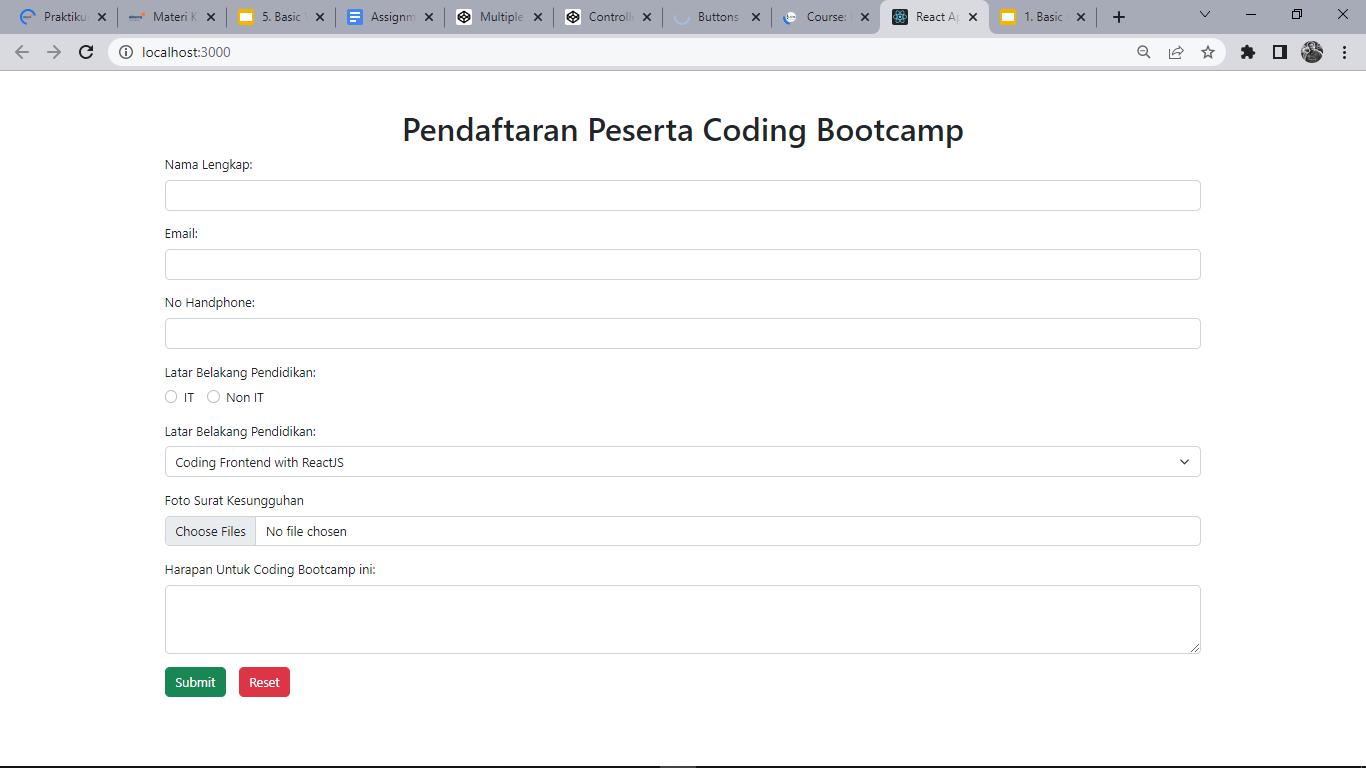 Praktiku
Materi K
5. Basic
Assignm
Multiple
Controll
Buttons
Course:
React Ap
1. Basic
localhost:3000
Pendaftaran Peserta Coding Bootcamp
Nama Lengkap:
Email:
No Handphone:
Latar Belakang Pendidikan:
IT Non IT
Latar Belakang Pendidikan:
Coding Frontend with ReactJS
Foto Surat Kesungguhan
Choose Files No file chosen
Harapan Untuk Coding Bootcamp ini:
Submit Reset